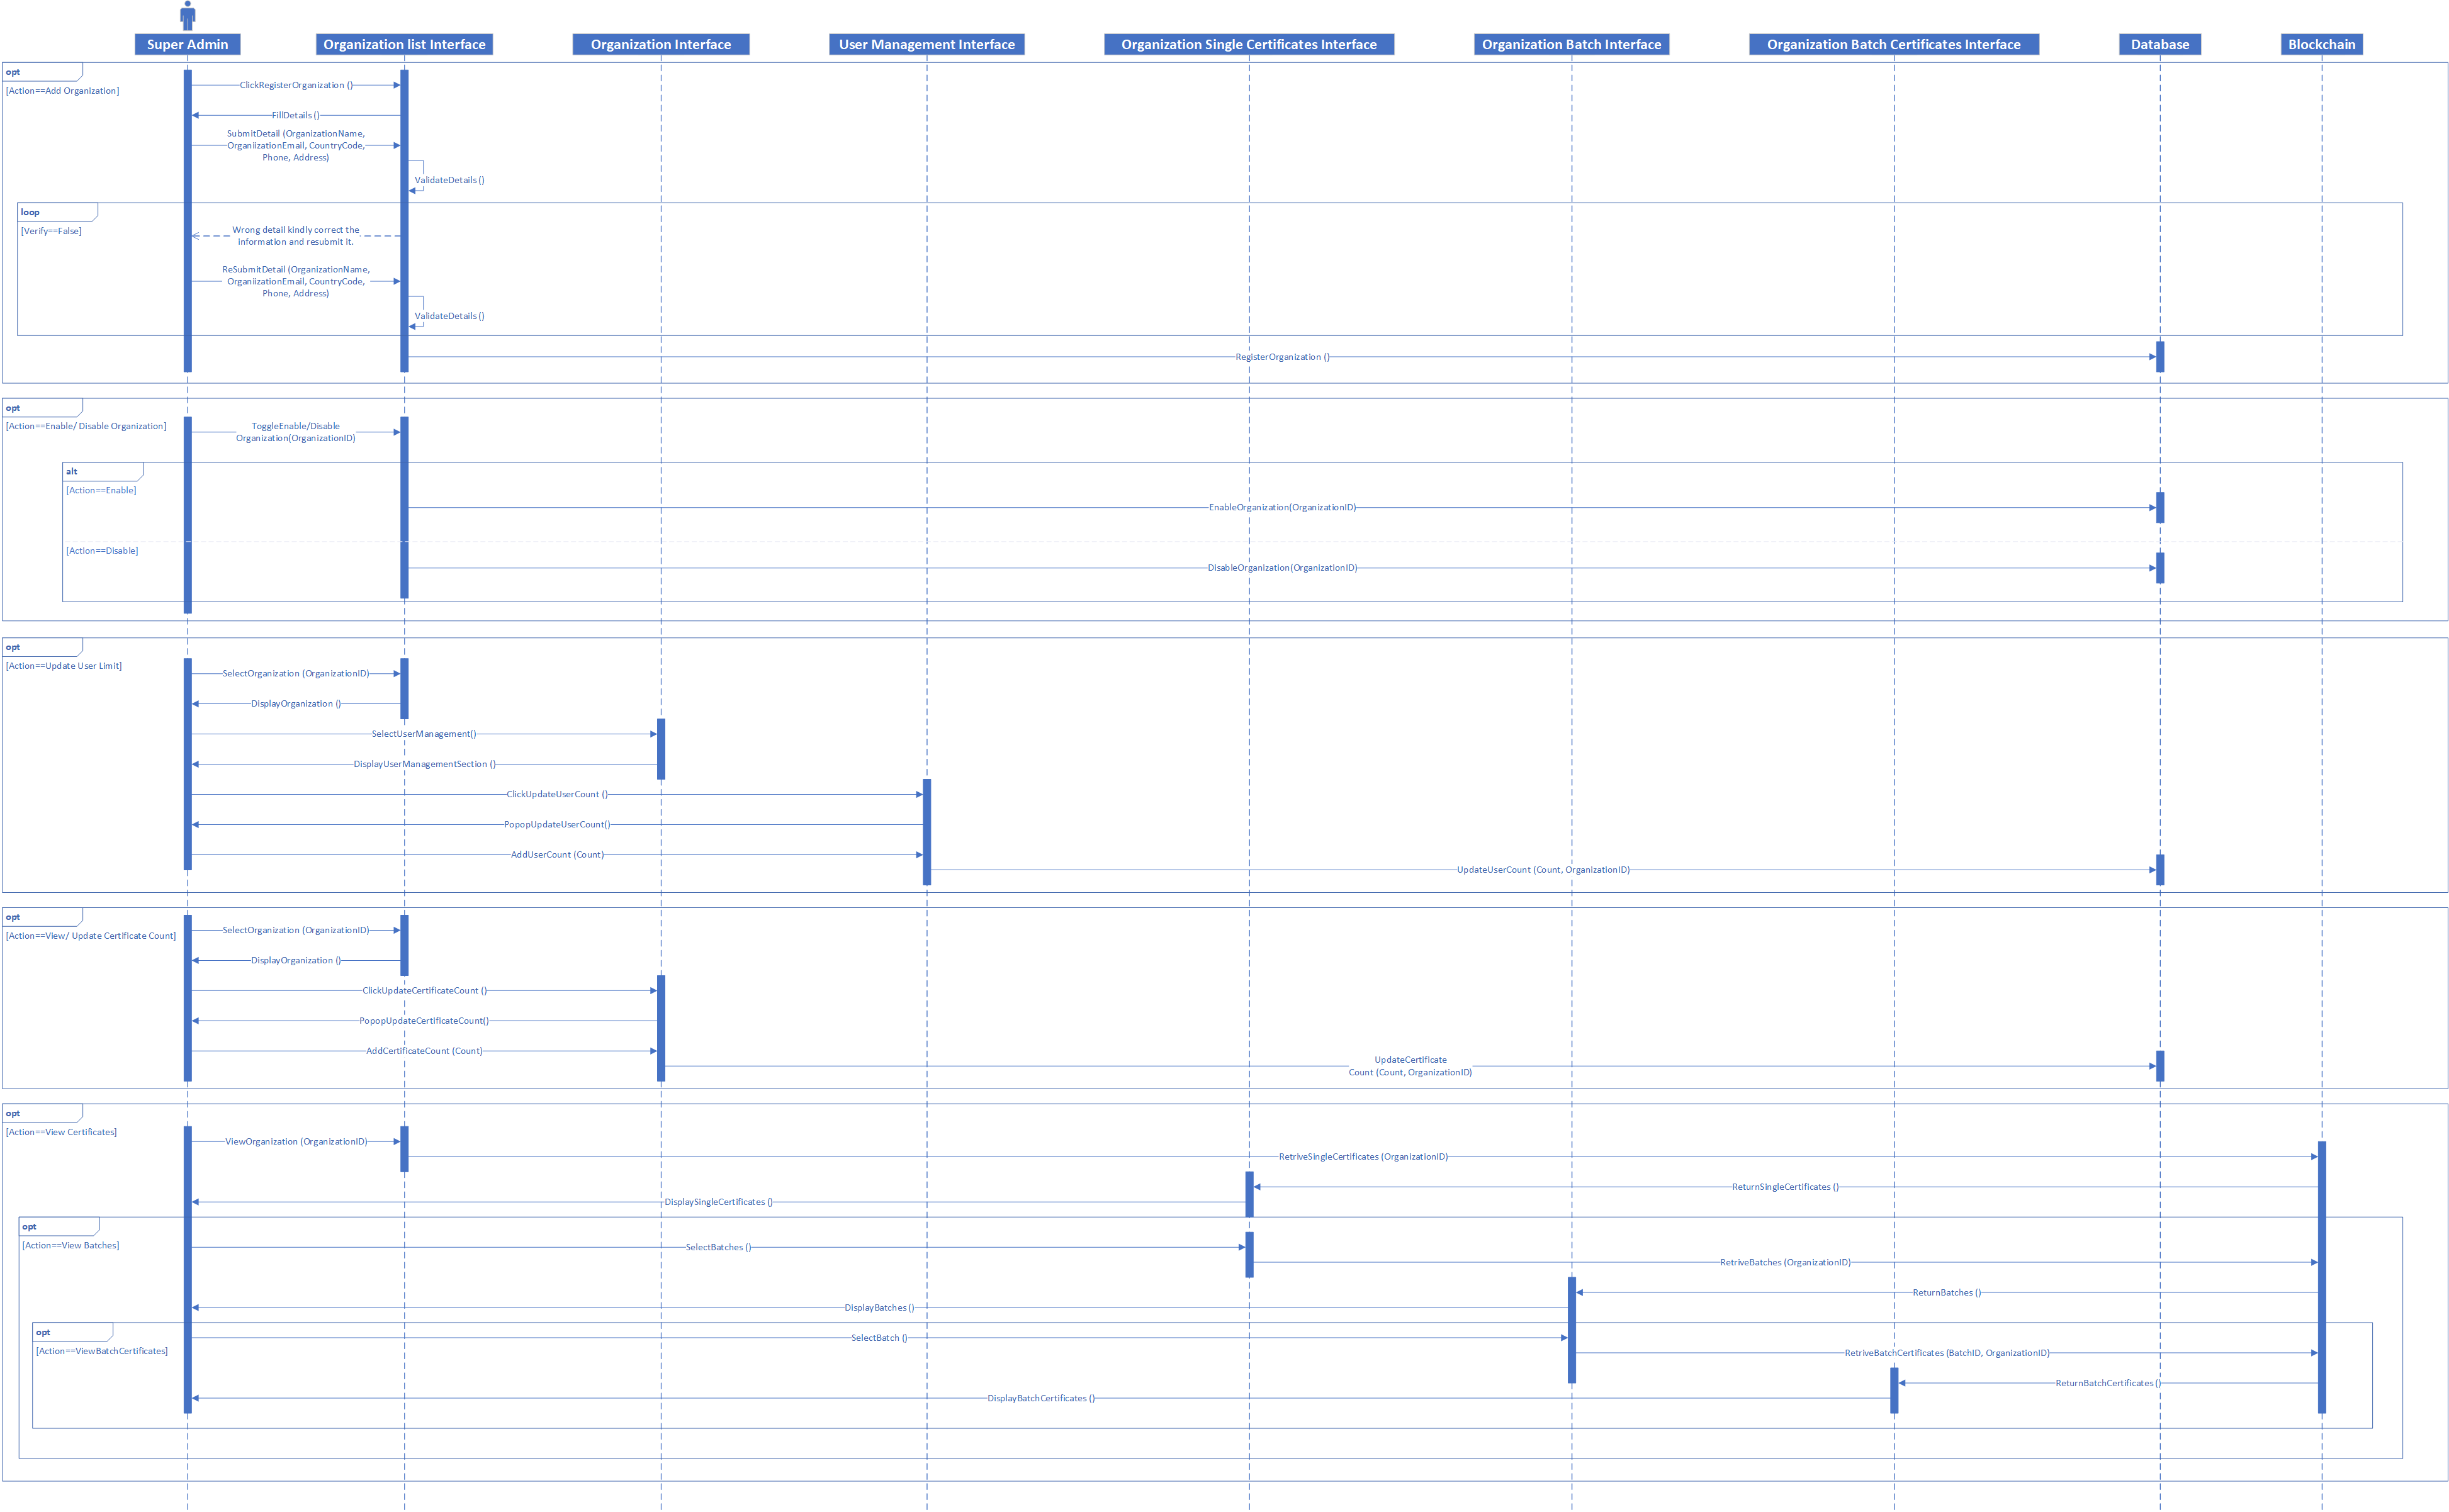 Super Admin
Organization list Interface
Organization Interface
User Management Interface
Organization Single Certificates Interface
Organization Batch Interface
Organization Batch Certificates Interface
Database
Blockchain
opt
[Action==Add Organization]
ClickRegisterOrganization ()
FillDetails ()
SubmitDetail (OrganizationName,
OrganiizationEmail, CountryCode,
Phone, Address)
ValidateDetails ()
loop
[Verify==False]
Wrong detail kindly correct the
information and resubmit it.
ReSubmitDetail (OrganizationName,
OrganiizationEmail, CountryCode,
Phone, Address)
ValidateDetails ()
RegisterOrganization ()
opt
[Action==Enable/ Disable Organization]
ToggleEnable/Disable
Organization(OrganizationID)
alt
[Action==Enable]
EnableOrganization(OrganizationID)
[Action==Disable]
DisableOrganization(OrganizationID)
opt
[Action==Update User Limit]
SelectOrganization (OrganizationID)
DisplayOrganization ()
SelectUserManagement()
DisplayUserManagementSection ()
ClickUpdateUserCount ()
PopopUpdateUserCount()
AddUserCount (Count)
UpdateUserCount (Count, OrganizationID)
opt
[Action==View/ Update Certificate Count]
SelectOrganization (OrganizationID)
DisplayOrganization ()
ClickUpdateCertificateCount ()
PopopUpdateCertificateCount()
AddCertificateCount (Count)
UpdateCertificate
Count (Count, OrganizationID)
opt
[Action==View Certificates]
ViewOrganization (OrganizationID)
RetriveSingleCertificates (OrganizationID)
ReturnSingleCertificates ()
DisplaySingleCertificates ()
opt
[Action==View Batches]
SelectBatches ()
RetriveBatches (OrganizationID)
ReturnBatches ()
DisplayBatches ()
opt
[Action==ViewBatchCertificates]
SelectBatch ()
RetriveBatchCertificates (BatchID, OrganizationID)
ReturnBatchCertificates ()
DisplayBatchCertificates ()